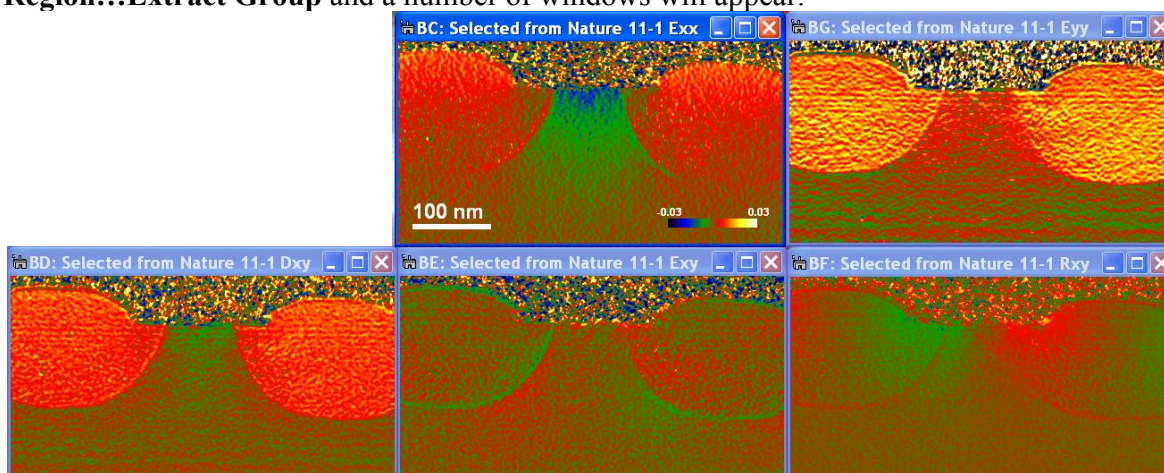 Region…Extract Group and a number of windows will appear.
BC: Selected from Nature 11-1 Exx
BG: Selected from Nature 11-1 Eyy
100 nm
-0.03 0.03
BD: Selected from Nature 11-1 Dxy
BE: Selected from Nature 11-1 Exy
BF: Selected from Nature 11-1 Rxy